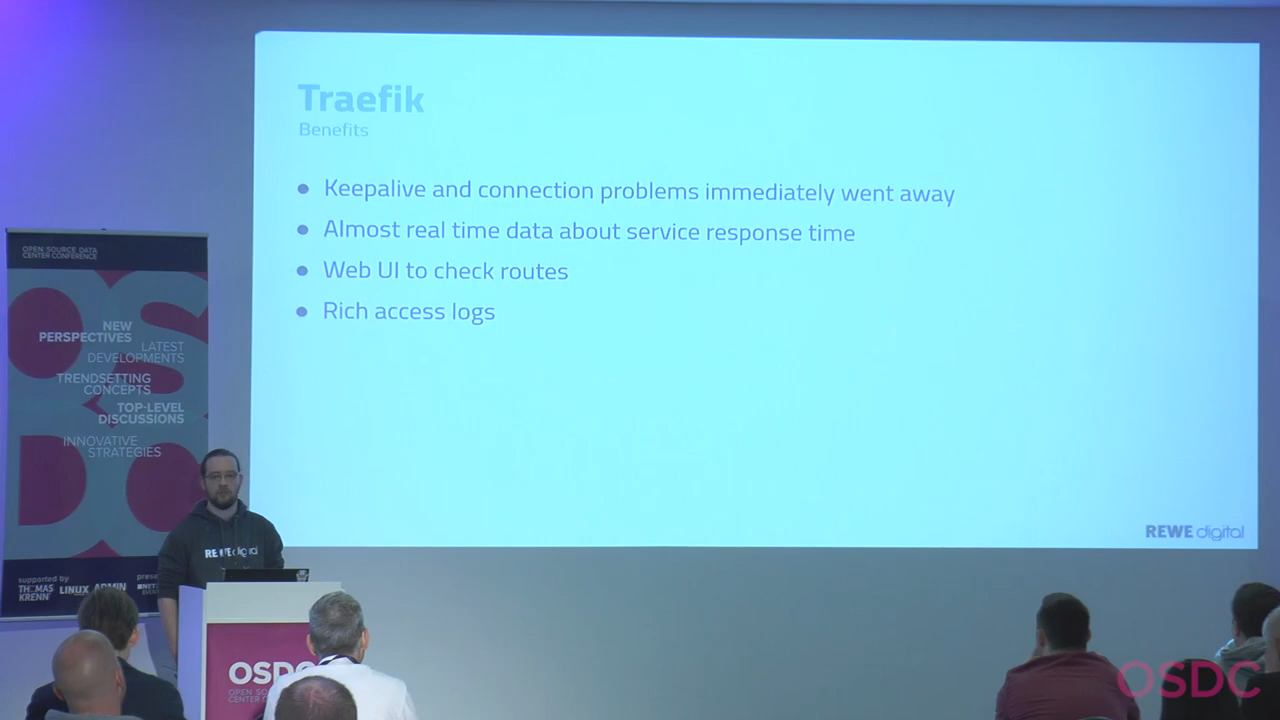 Traefik
Benefits
● Keepalive and connection problems immediately went away
● Almost real time data about service response time
● Web UI to check routes
● Rich access logs
REWE digital
OPEN SOURCE DATA
CENTER CONFERENCE
NEW
PERSPECTIVES
LATEST
DEVELOPMENTS
TRENDSETTING
CONCEPTS
TOP-LEVEL
DISCUSSIONS
INNOVATIVE
STRATEGIES
supported by
THOMAS
KRENN
LINUX ADMIN
REWE digital
OSDC
OPEN
CENTER
OSDC